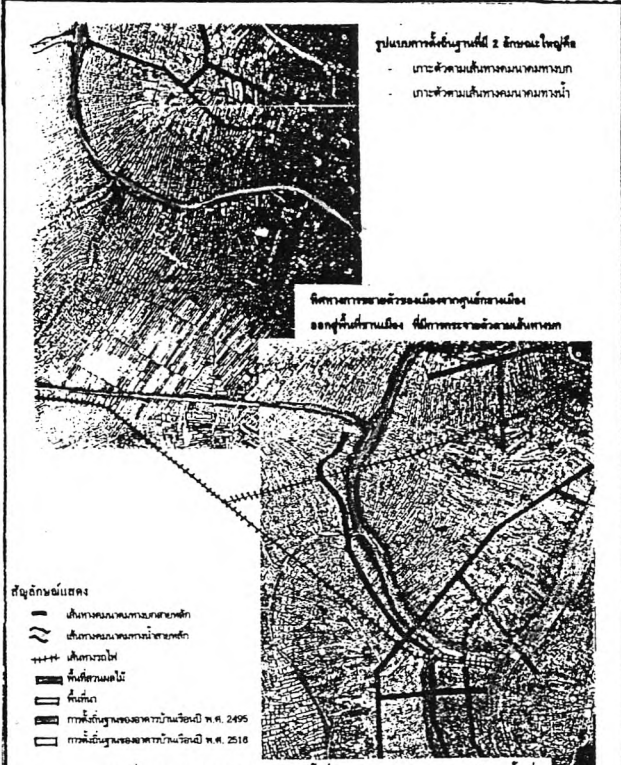 รูปแบบการตั้งถิ่นฐานที่มี 2 ลักษณะใหญ่คือ
- เกาะตัวตามเส้นทางคมนาคมทางบก
- เกาะตัวตามเส้นทางคมนาคมทางน้ำ
ทิศทางการขยายตัวของเมืองจากศูนย์กลางเมือง
ออกสู่พื้นที่ชานเมือง ที่มีการกระจายตัวตามเส้นทางบก
สัญลักษณ์แสดง
เส้นทางคมนาคมทางบกสายหลัก
เส้นทางคมนาคมทางน้ำสายหลัก
เส้นทางรถไฟ
พื้นที่สวนผลไม้
พื้นที่นา
การตั้งถิ่นฐานของอาคารบ้านเรือนปี พ.ศ. 2495
การตั้งถิ่นฐานของอาคารบ้านเรือนปี พ.ศ. 2516